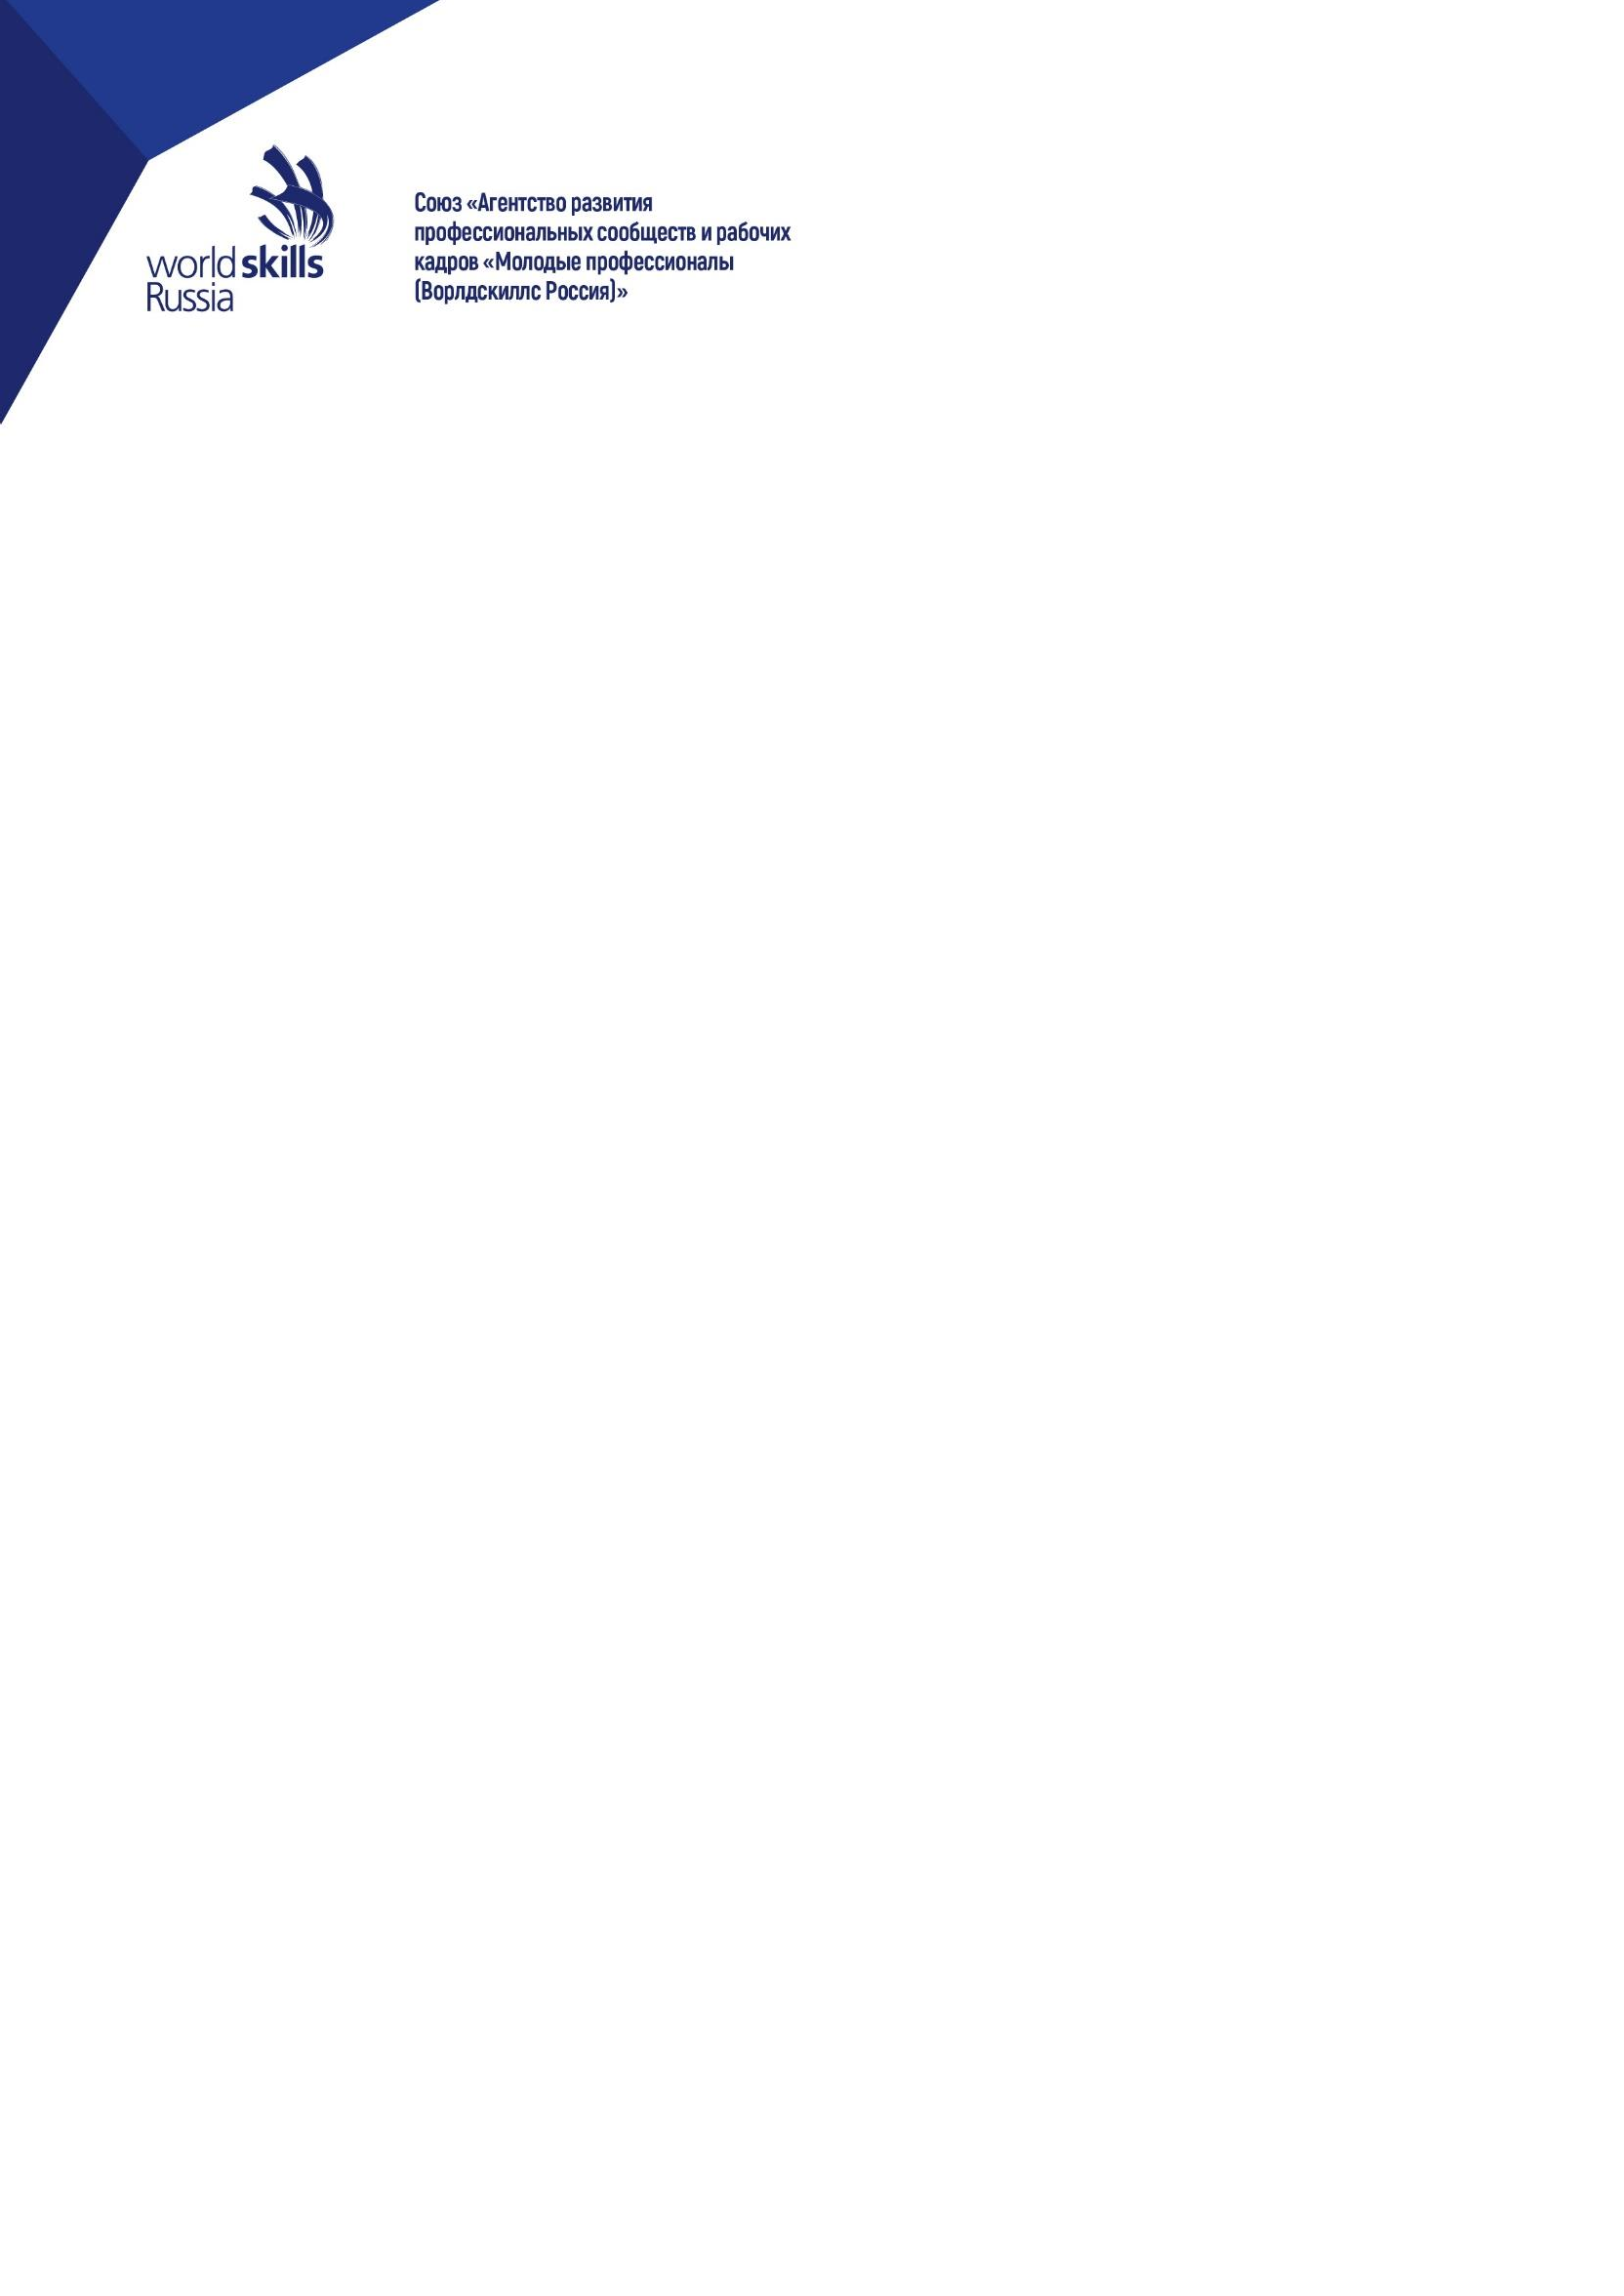 world skills
Russia
Союз «Агентство развития
профессиональных сообществ и рабочих
кадров «Молодые профессионалы
(Ворлдскиллс Россия)»